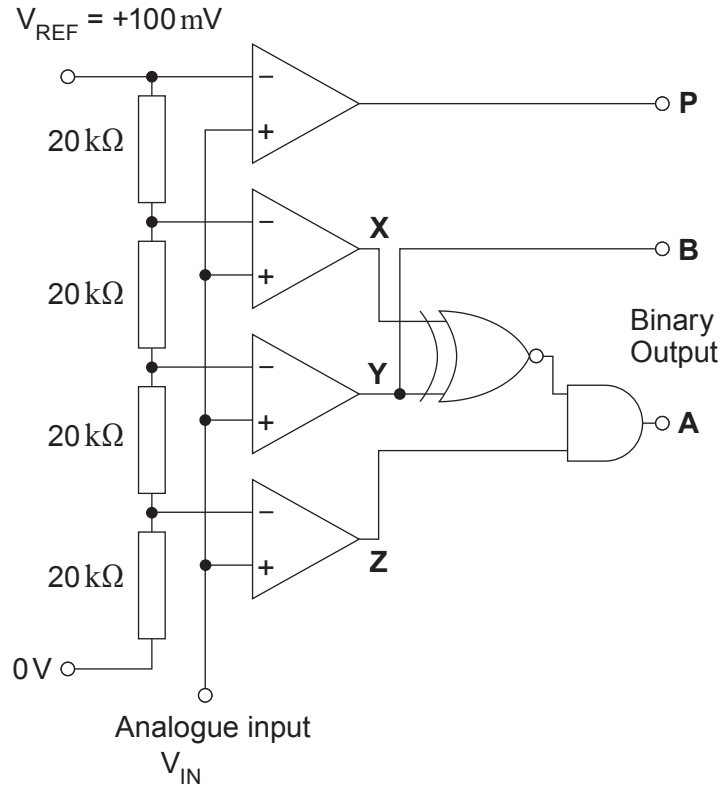 V_REF = +100 mV
− 
+
P
20 kΩ
−
X
B
+
20 kΩ
Binary
Output
−
Y
+
A
20 kΩ
−
20 kΩ
+
Z
0 V
Analogue input
V_IN